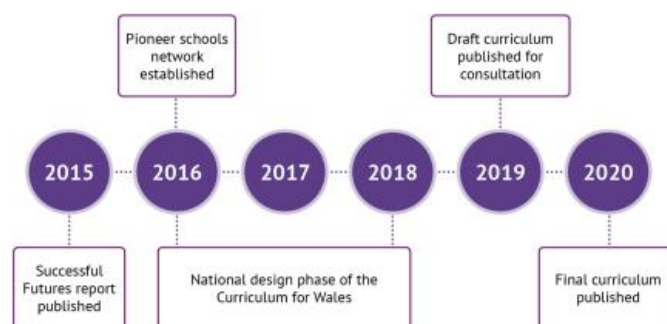 Pioneer schools
network
established
Draft curriculum
published for
consultation
2015
2016
2017
2018
2019
2020
Successful
Futures report
published
National design phase of the
Curriculum for Wales
Final curriculum
published